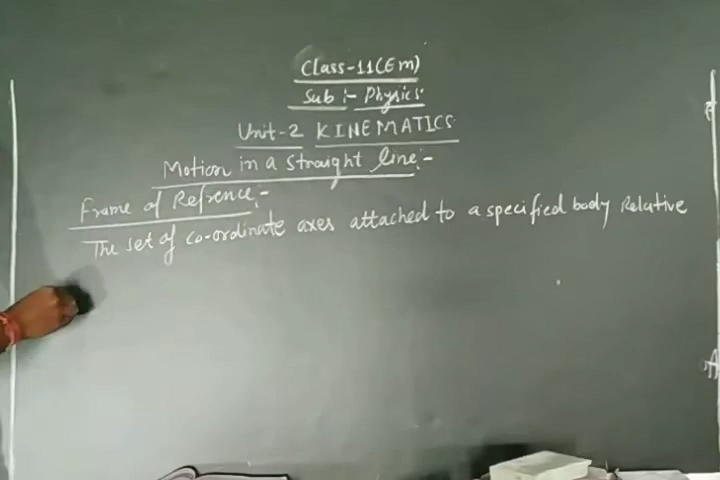 Class-11(Em)
Sub :- Physics
Unit-2 KINEMATICS
Motion in a straight line:-
Frame of Refrence:-
The set of co-ordinate axes attached to a specified body Relative